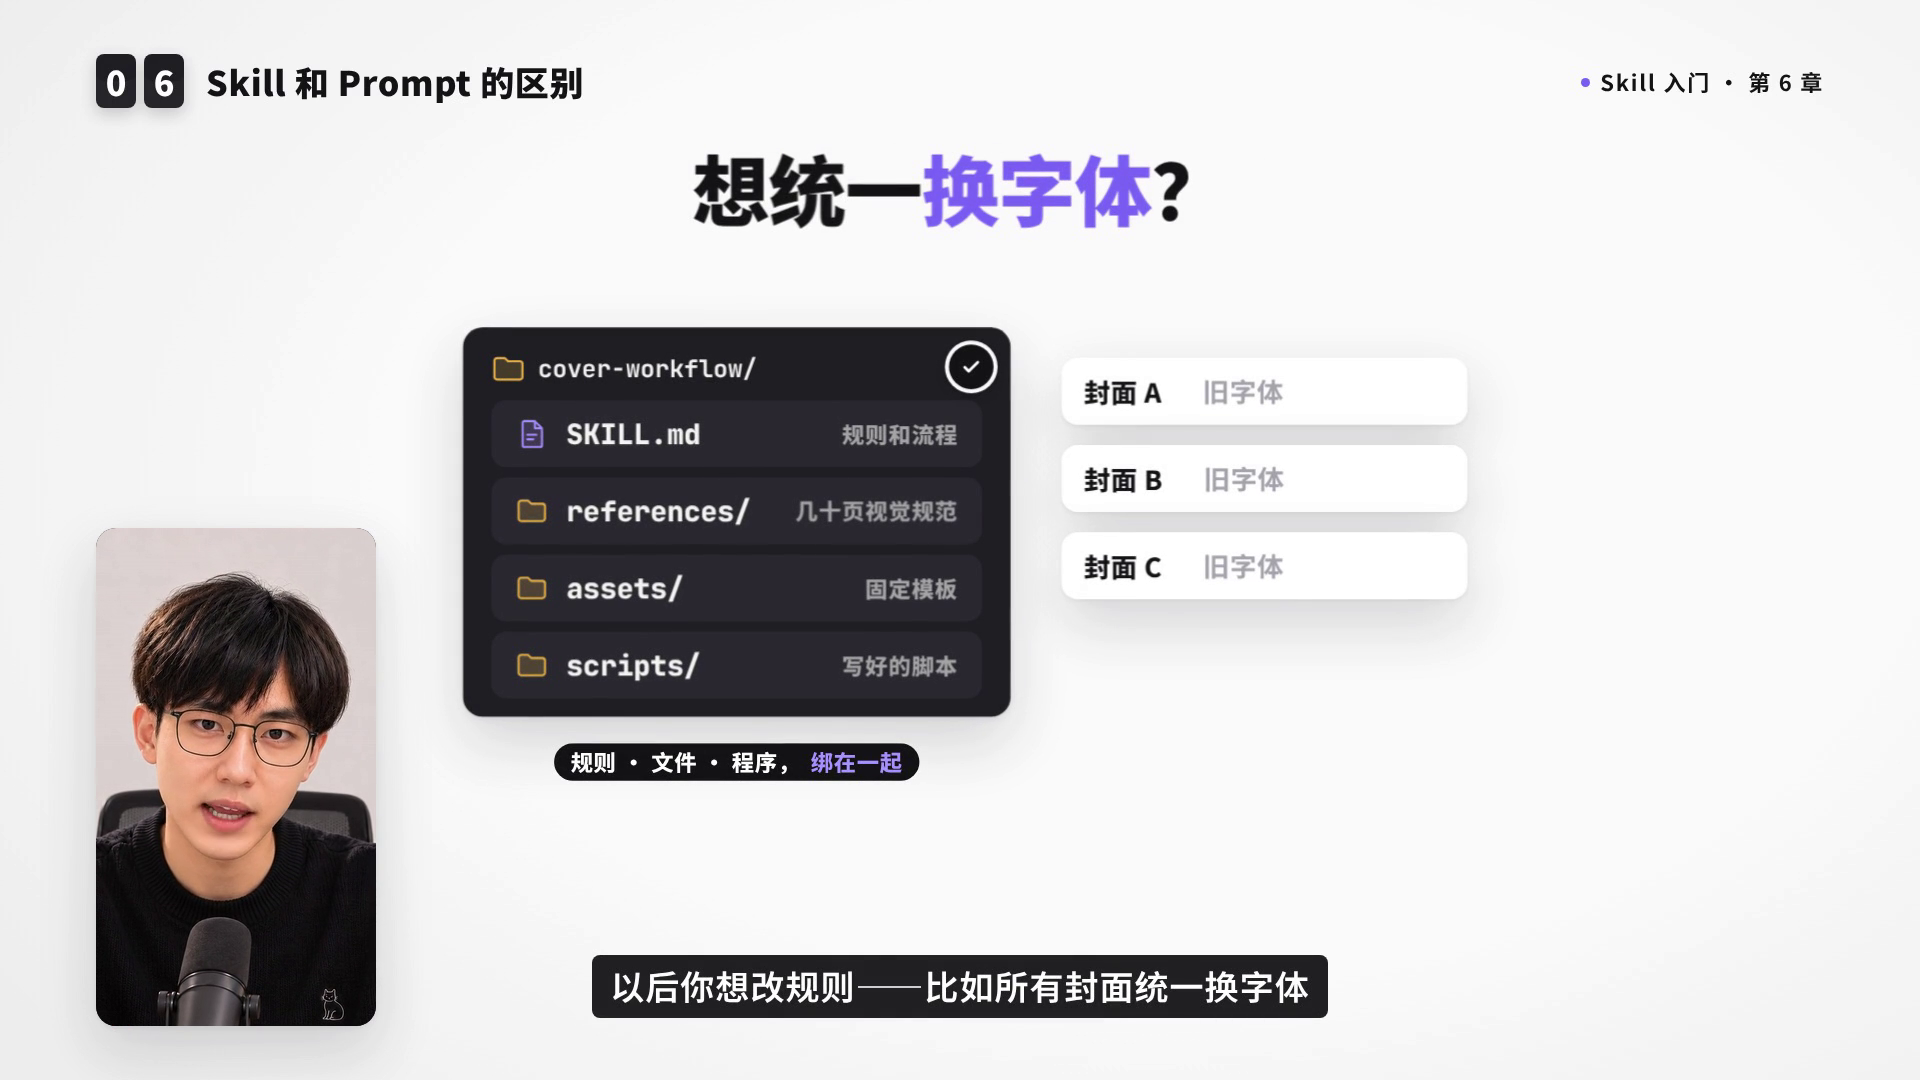 06 Skill 和 Prompt 的区别
Skill 入门 · 第 6 章
想统一换字体?
cover-workflow/
SKILL.md 规则和流程
references/ 几十页视觉规范
assets/ 固定模板
scripts/ 写好的脚本
规则 · 文件 · 程序，绑在一起
封面 A 旧字体
封面 B 旧字体
封面 C 旧字体
以后你想改规则——比如所有封面统一换字体